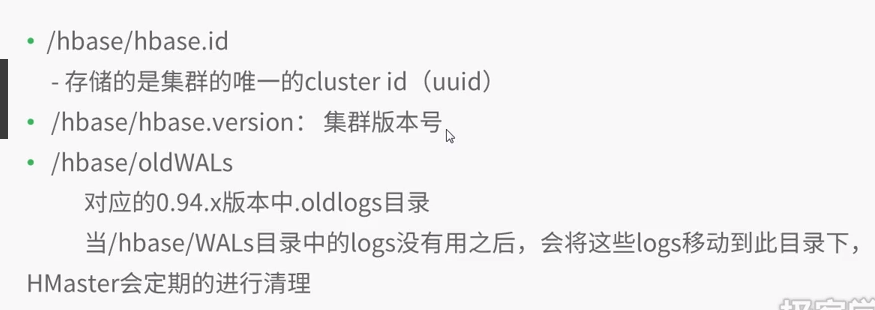 • /hbase/hbase.id
- 存储的是集群的唯一的cluster id（uuid）
• /hbase/hbase.version： 集群版本号
• /hbase/oldWALs
对应的0.94.x版本中.oldlogs目录
当/hbase/WALs目录中的logs没有用之后，会将这些logs移动到此目录下，
HMaster会定期的进行清理